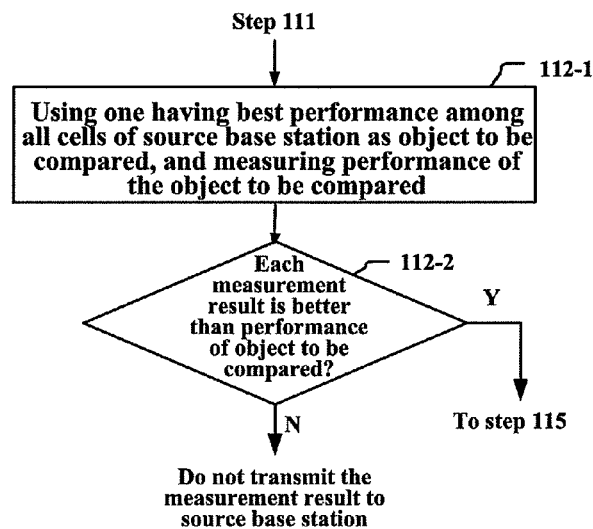 Step 111
112-1
Using one having best performance among
all cells of source base station as object to be
compared, and measuring performance of
the object to be compared
112-2
Each
measurement
result is better
than performance
of object to be
compared?
Y
To step 115
N
Do not transmit the
measurement result to
source base station